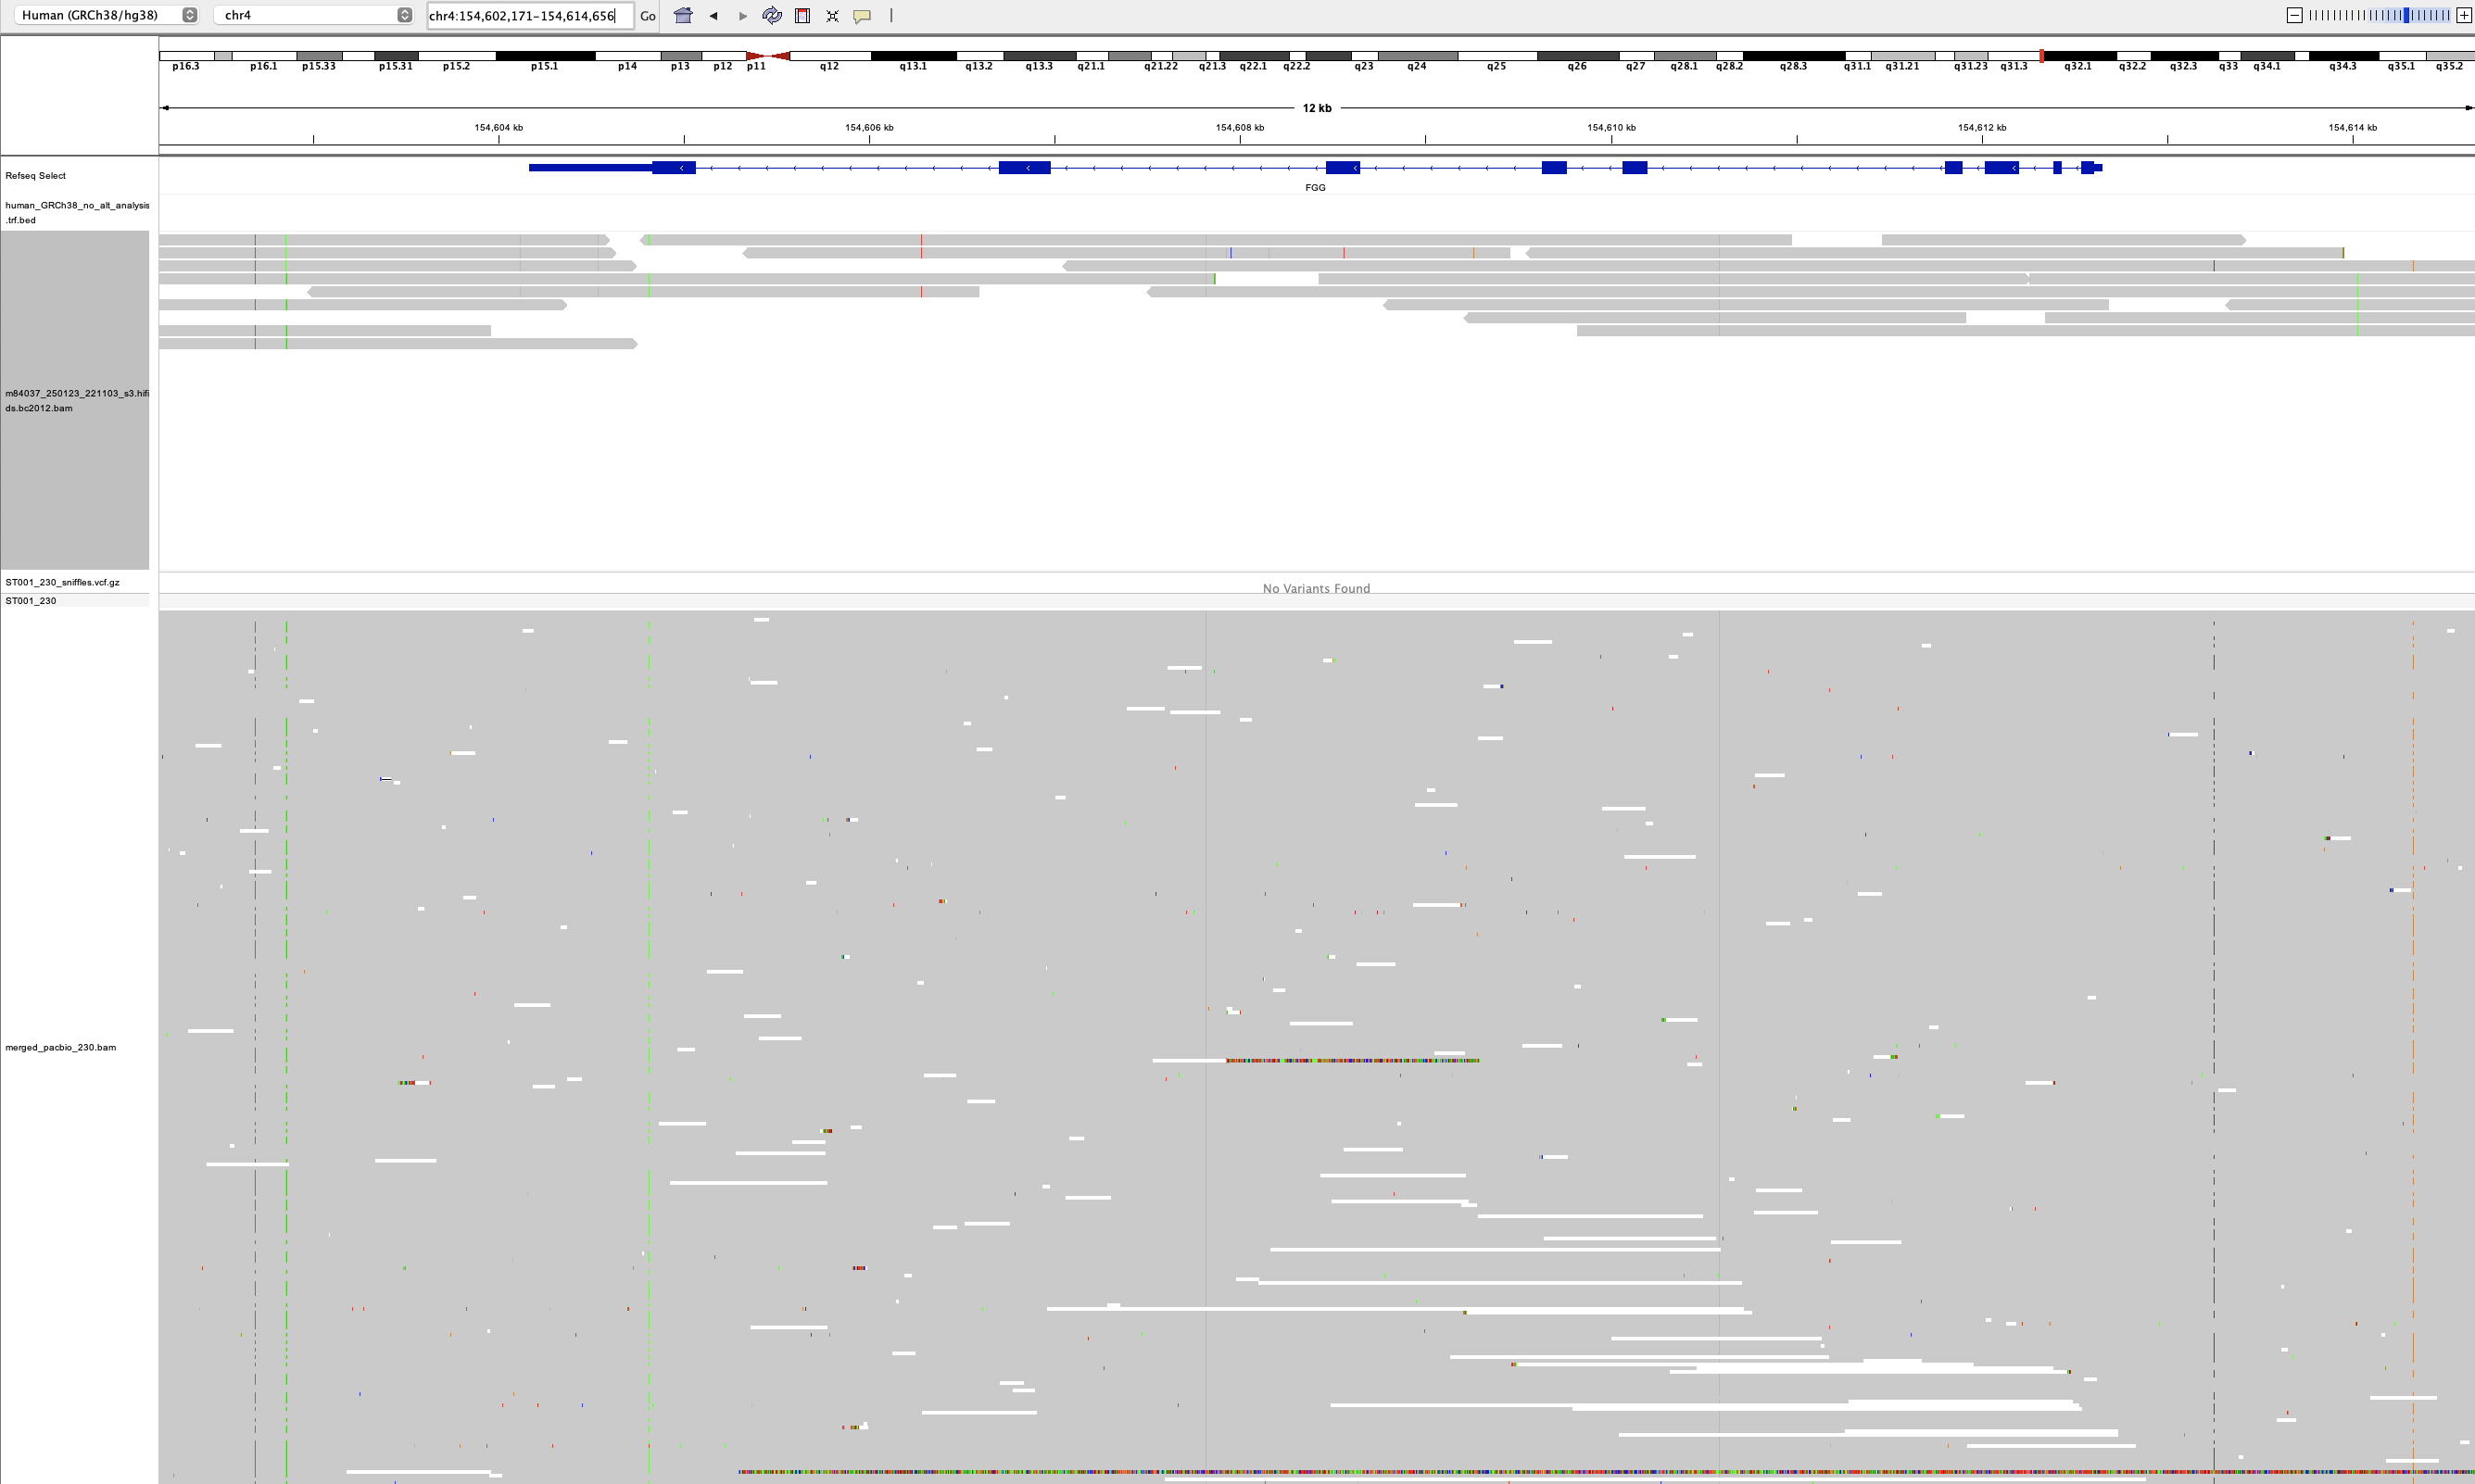 Human (GRCh38/hg38) chr4 chr4:154,602,171-154,614,656 Go
p16.3 p16.1 p15.33 p15.31 p15.2 p15.1 p14 p13 p12 p11 q12 q13.1 q13.2 q13.3 q21.1 q21.22 q21.3 q22.1 q22.2 q23 q24 q25 q26 q27 q28.1 q28.2 q28.3 q31.1 q31.21 q31.23 q31.3 q32.1 q32.2 q32.3 q33 q34.1 q34.3 q35.1 q35.2
12 kb
154,604 kb 154,606 kb 154,608 kb 154,610 kb 154,612 kb 154,614 kb
Refseq Select
FGG
human_GRCh38_no_alt_analysis
.trf.bed
m84037_250123_221103_s3.hifi
ds.bc2012.bam
ST001_230_sniffles.vcf.gz
No Variants Found
ST001_230
merged_pacbio_230.bam